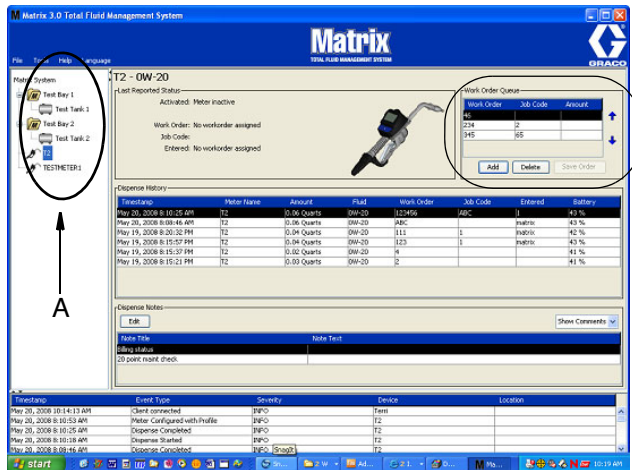 Matrix 3.0 Total Fluid Management System
Matrix
TOTAL FLUID MANAGEMENT SYSTEM
GRACO
File Tools Help Language
Matrix System
Test Bay 1
Test Tank 1
Test Bay 2
Test Tank 2
T2
TESTMETER1
A
T2 - 0W-20
Last Reported Status
Activated: Meter inactive
Work Order: No workorder assigned
Job Code:
Entered: No workorder assigned
Work Order Queue
Work Order Job Code Amount
46
234 2
345 65
Add Delete Save Order
Dispense History
Timestamp Meter Name Amount Fluid Work Order Job Code Entered Battery
May 20, 2008 8:10:25 AM T2 0.06 Quarts 0W-20 123456 ABC 1 43 %
May 20, 2008 8:08:46 AM T2 0.06 Quarts 0W-20 ABC matrix 43 %
May 19, 2008 8:20:32 PM T2 0.04 Quarts 0W-20 111 1 matrix 42 %
May 19, 2008 8:15:57 PM T2 0.04 Quarts 0W-20 123 1 matrix 43 %
May 19, 2008 8:15:37 PM T2 0.02 Quarts 0W-20 4 41 %
May 19, 2008 8:15:21 PM T2 0.03 Quarts 0W-20 2 41 %
Dispense Notes
Edit Show Comments
Note Title Note Text
Billing status
20 point maint check
Timestamp Event Type Severity Device Location
May 20, 2008 10:14:13 AM Client connected INFO Terri
May 20, 2008 8:10:53 AM Meter Configured with Profile INFO T2
May 20, 2008 8:10:25 AM Dispense Completed INFO T2
May 20, 2008 8:10:18 AM Dispense Started INFO T2
May 20, 2008 8:08:46 AM Dispense Completed INFO T2
SnagIt
start Sn... 2 W Ad... 2 I. D... Ma... 10:19 AM